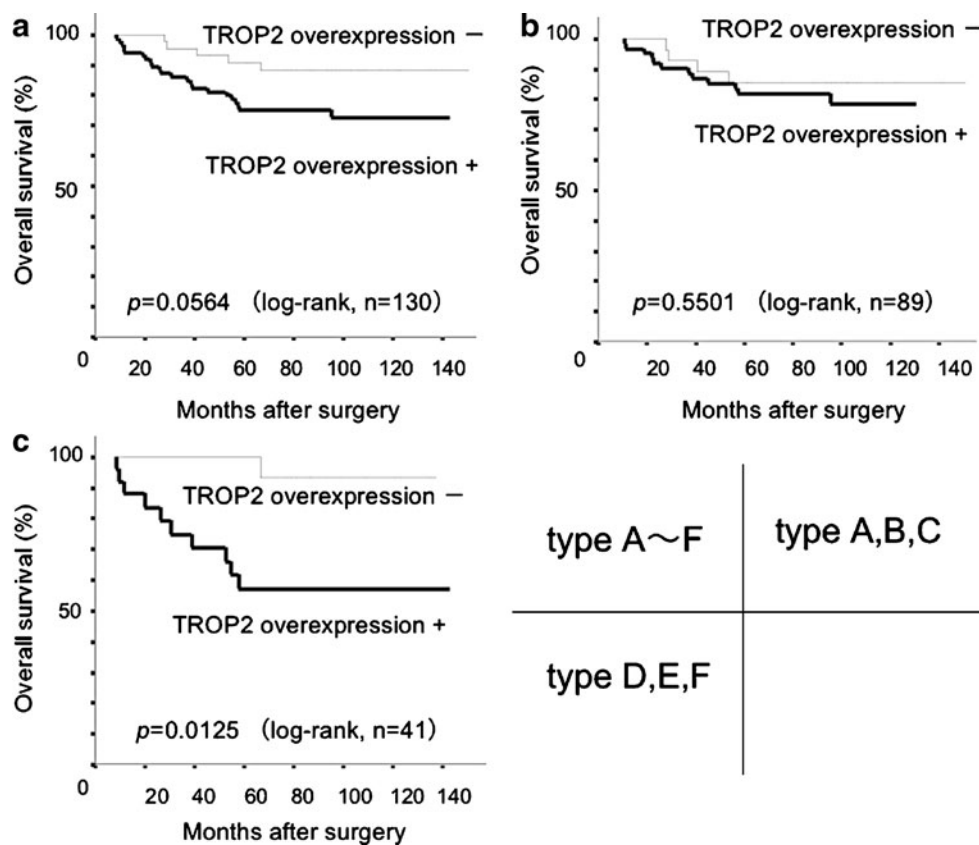 a
100
50
0
Overall survival (%)
TROP2 overexpression −
TROP2 overexpression +
p=0.0564 (log-rank, n=130)
20 40 60 80 100 120 140
Months after surgery
b
100
50
0
Overall survival (%)
TROP2 overexpression −
TROP2 overexpression +
p=0.5501 (log-rank, n=89)
20 40 60 80 100 120 140
Months after surgery
c
100
50
0
Overall survival (%)
TROP2 overexpression −
TROP2 overexpression +
p=0.0125 (log-rank, n=41)
20 40 60 80 100 120 140
Months after surgery
type A～F
type A,B,C
type D,E,F